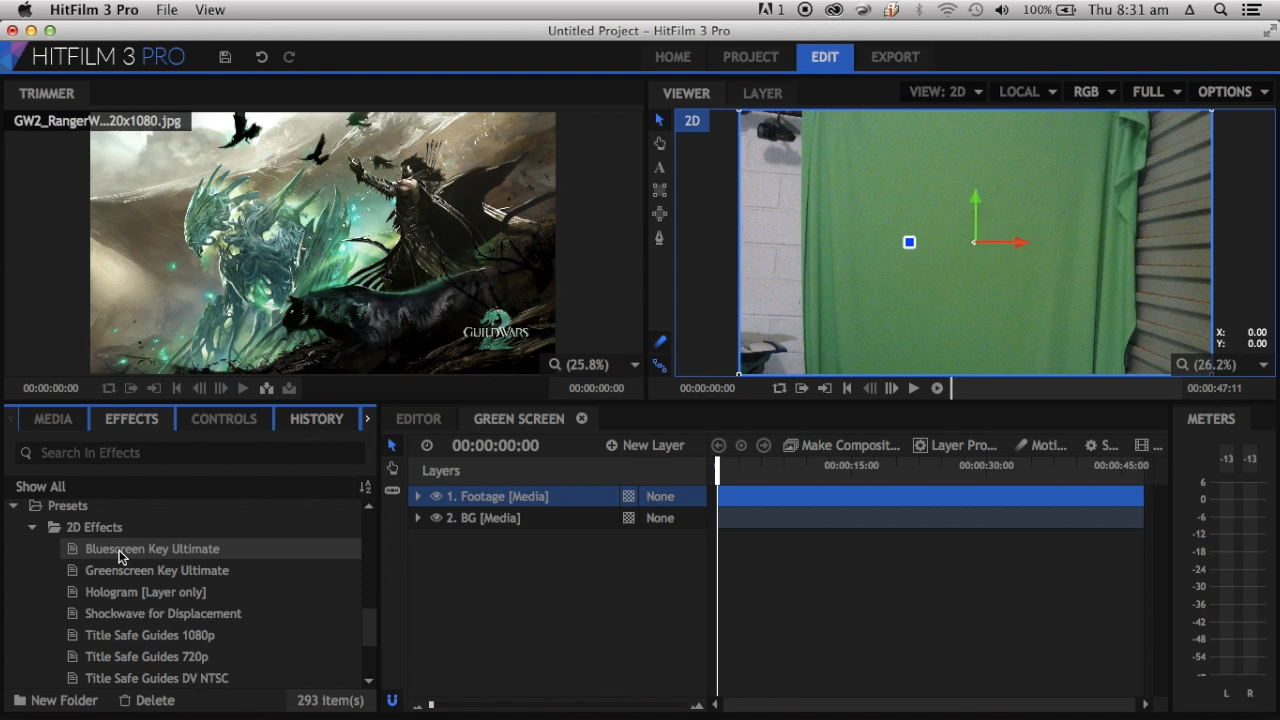 HitFilm 3 Pro File View 1 100% Thu 8:31 am
Untitled Project - HitFilm 3 Pro
HITFILM 3 PRO HOME PROJECT EDIT EXPORT
TRIMMER
GW2_RangerW...20x1080.jpg
GUILDWARS
(25.8%)
00:00:00:00 00:00:00:00
VIEWER LAYER VIEW: 2D LOCAL RGB FULL OPTIONS
2D
X: 0.00
Y: 0.00
(26.2%)
00:00:00:00 00:00:47:11
MEDIA EFFECTS CONTROLS HISTORY
Search in Effects
Show All
Presets
2D Effects
Bluescreen Key Ultimate
Greenscreen Key Ultimate
Hologram [Layer only]
Shockwave for Displacement
Title Safe Guides 1080p
Title Safe Guides 720p
Title Safe Guides DV NTSC
New Folder Delete 293 item(s)
EDITOR GREEN SCREEN
00:00:00:00 New Layer Make Composit... Layer Pro... Moti... S... ...
Layers 00:00:15:00 00:00:30:00 00:00:45:00
1. Footage [Media] None
2. BG [Media] None
METERS
-13 -13
6
0
-6
-12
-18
-24
-30
-36
-42
-48
-54
L R